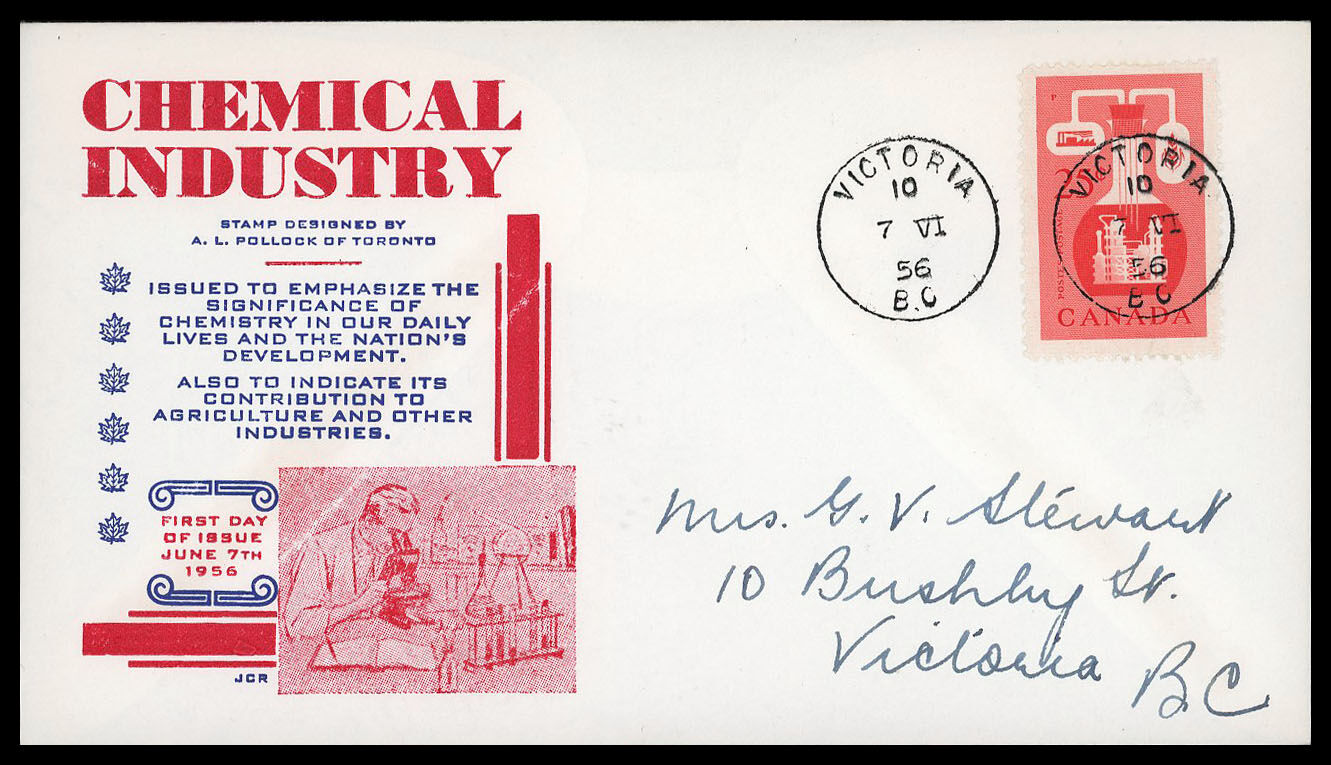 CHEMICAL
INDUSTRY
STAMP DESIGNED BY
A. L. POLLOCK OF TORONTO
ISSUED TO EMPHASIZE THE
SIGNIFICANCE OF
CHEMISTRY IN OUR DAILY
LIVES AND THE NATION'S
DEVELOPMENT.
ALSO TO INDICATE ITS
CONTRIBUTION TO
AGRICULTURE AND OTHER
INDUSTRIES.
FIRST DAY
OF ISSUE
JUNE 7TH
1956
JCR
VICTORIA
10
7 VI
56
B.C
P
VICTORIA
10
7 VI
56
B C
CANADA
Mrs. G. V. Stewart
10 Bushby St.
Victoria
B.C.